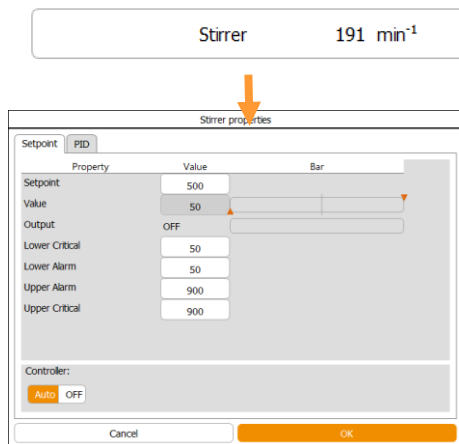 Stirrer 191 min⁻¹
Stirrer properties
Setpoint PID
Property Value Bar
Setpoint 500
Value 50
Output OFF
Lower Critical 50
Lower Alarm 50
Upper Alarm 900
Upper Critical 900
Controller:
Auto OFF
Cancel OK